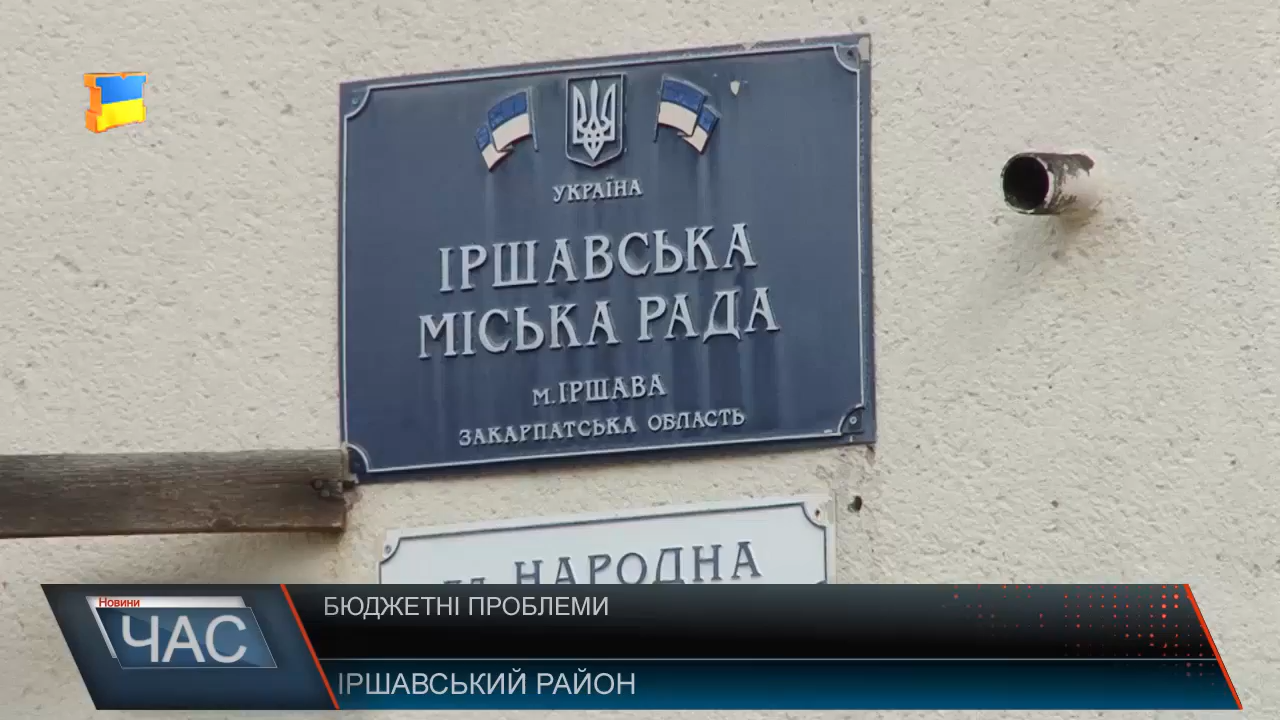 УКРАЇНА
ІРШАВСЬКА
МІСЬКА РАДА
м. ІРШАВА
ЗАКАРПАТСЬКА ОБЛАСТЬ
НАРОДНА
Новини
ЧАС
БЮДЖЕТНІ ПРОБЛЕМИ
ІРШАВСЬКИЙ РАЙОН